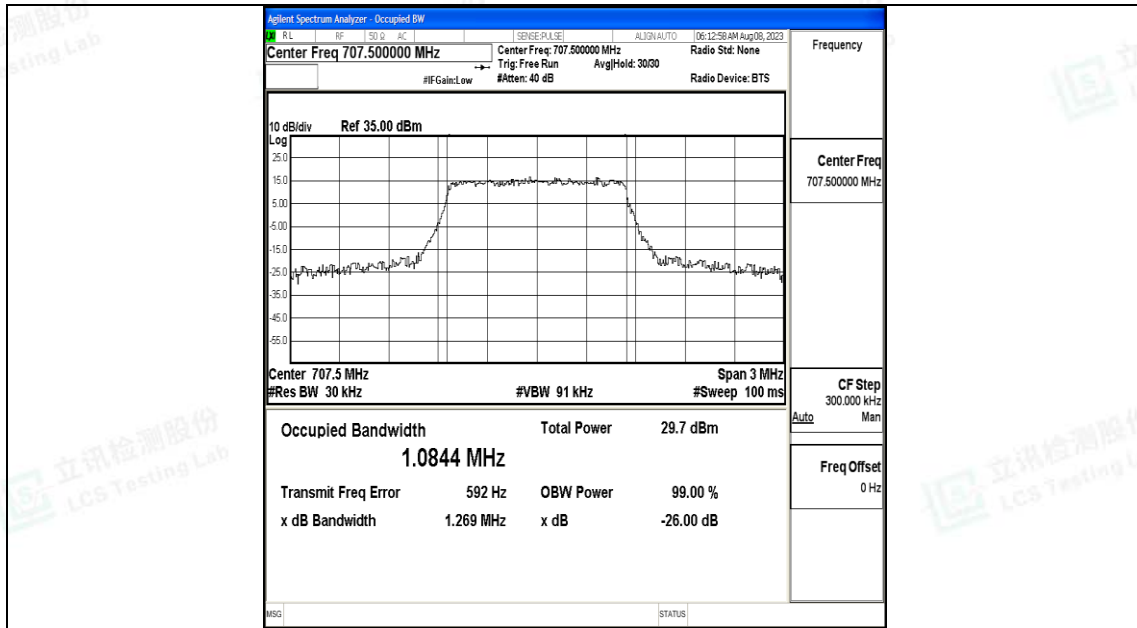 Agilent Spectrum Analyzer - Occupied BW
RL RF 50 Ω AC SENSE:PULSE ALIGN AUTO 06:12:58 AM Aug 08, 2023
Center Freq 707.500000 MHz
Center Freq: 707.500000 MHz
Radio Std: None
Trig: Free Run Avg|Hold: 30/30
#IFGain:Low #Atten: 40 dB Radio Device: BTS
10 dB/div Ref 35.00 dBm
Log
25.0
15.0
5.00
-5.00
-15.0
-25.0
-35.0
-45.0
-55.0
Center 707.5 MHz Span 3 MHz
#Res BW 30 kHz #VBW 91 kHz #Sweep 100 ms
Occupied Bandwidth Total Power 29.7 dBm
1.0844 MHz
Transmit Freq Error 592 Hz OBW Power 99.00 %
x dB Bandwidth 1.269 MHz x dB -26.00 dB
MSG STATUS
Frequency
Center Freq
707.500000 MHz
CF Step
300.000 kHz
Auto Man
Freq Offset
0 Hz
立讯检测股份
LCS Testing Lab
立讯检测股份